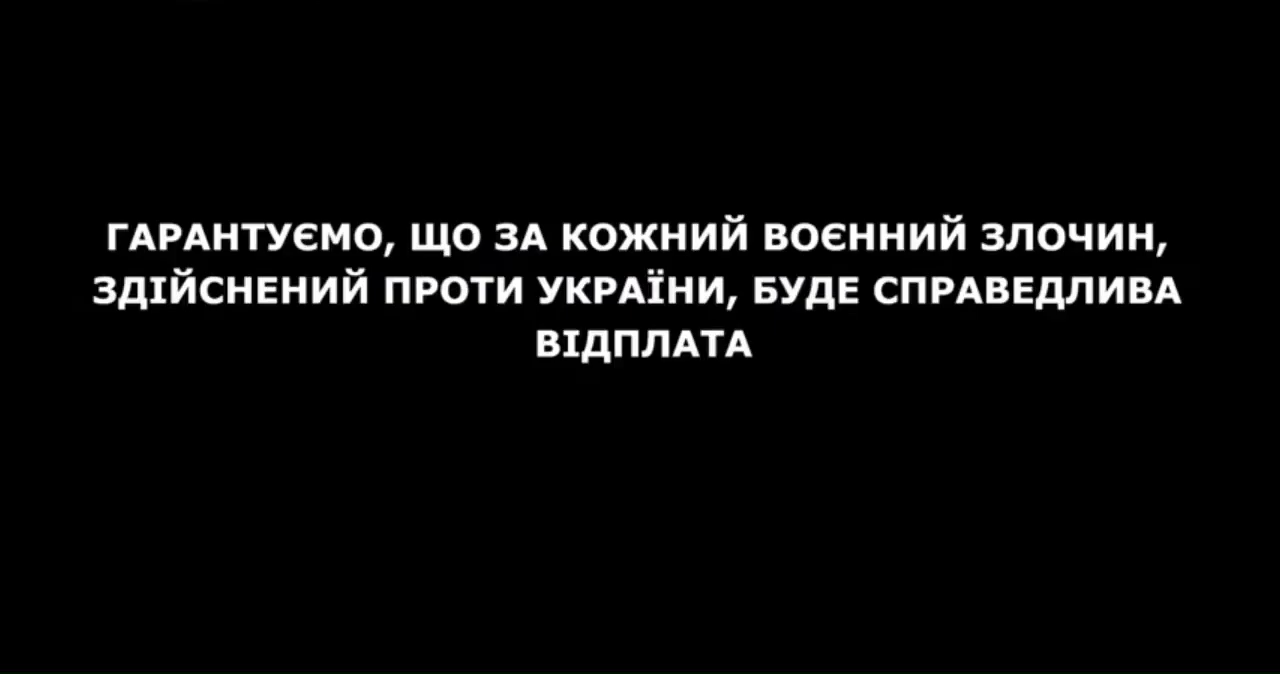 ГАРАНТУЄМО, ЩО ЗА КОЖНИЙ ВОЄННИЙ ЗЛОЧИН,
ЗДІЙСНЕНИЙ ПРОТИ УКРАЇНИ, БУДЕ СПРАВЕДЛИВА
ВІДПЛАТА